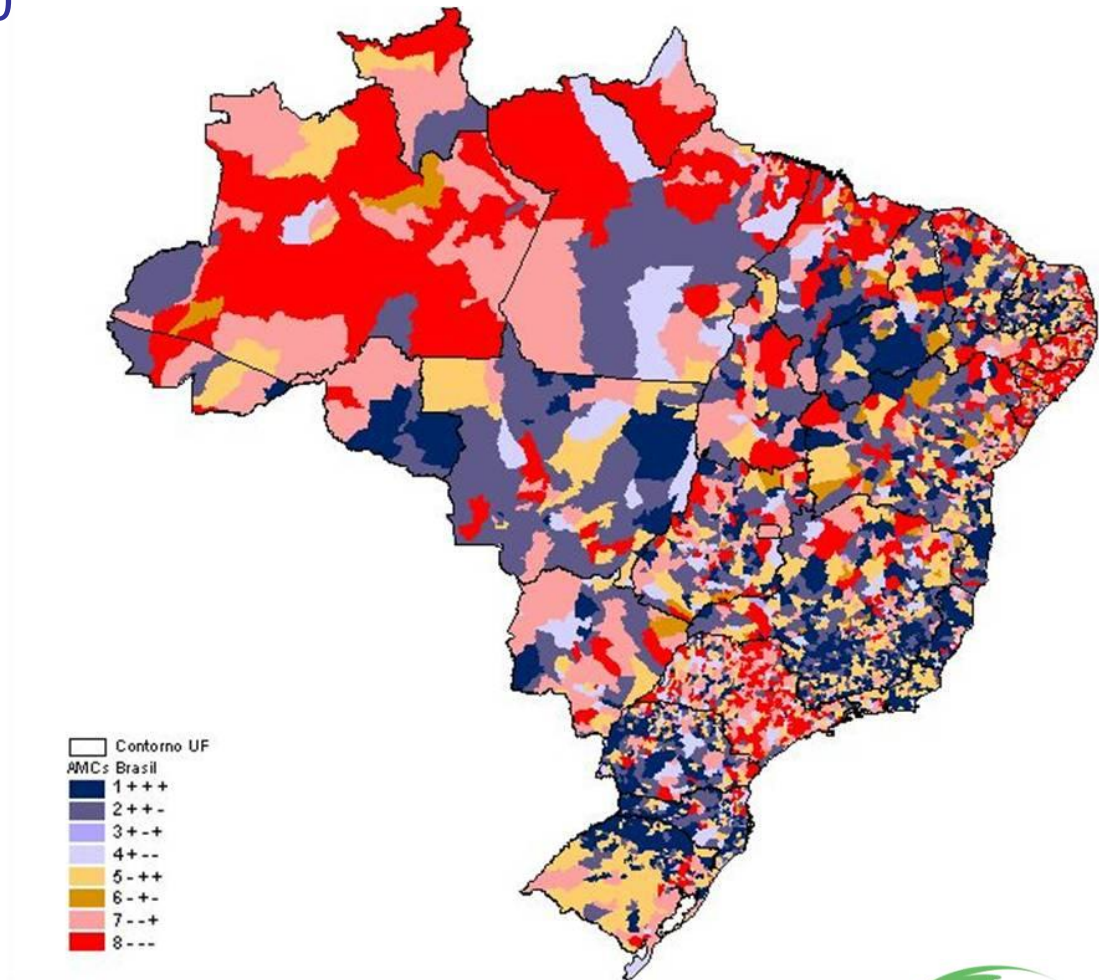 Contorno UF
AMCs Brasil
1 + + +
2 + + -
3 + - +
4 + - -
5 - + +
6 - + -
7 - - +
8 - - -